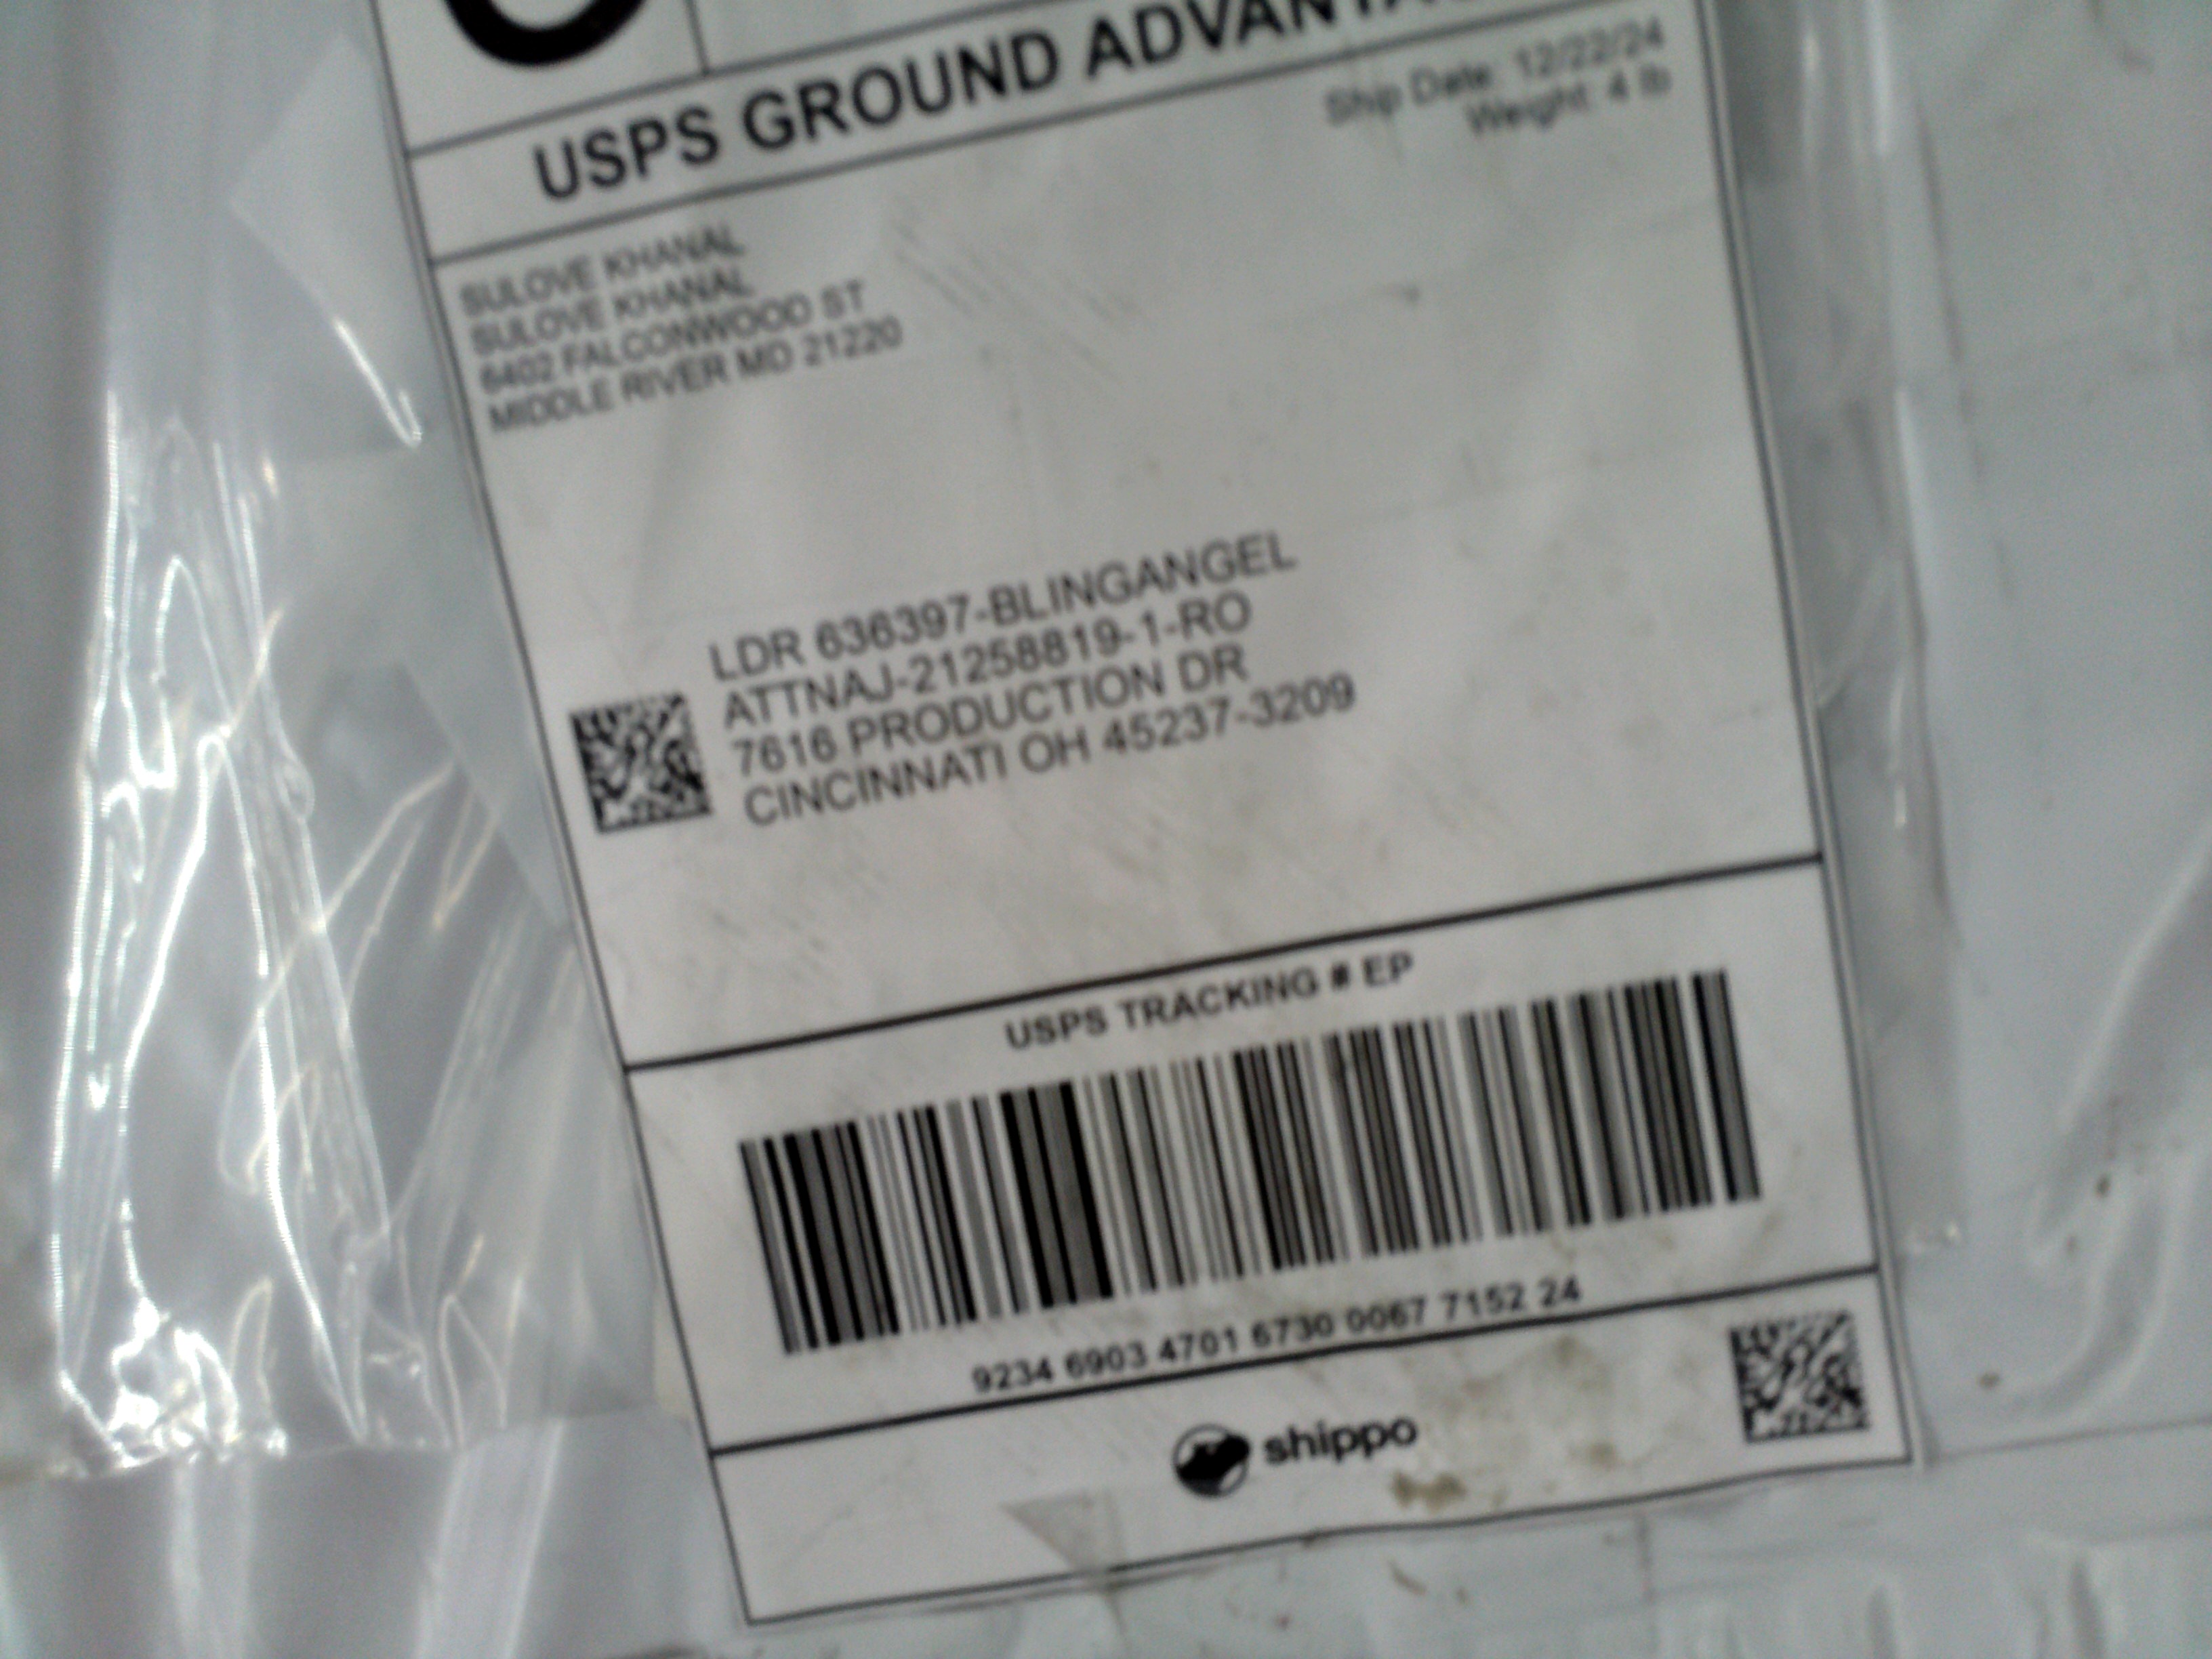 USPS GROUND ADVANTA
Ship Date: 12/22/24
Weight: 4 lb
SULOVE KHANAL
SULOVE KHANAL
6402 FALCONWOOD ST
MIDDLE RIVER MD 21220
LDR 636397-BLINGANGEL
ATTNAJ-21258819-1-RO
7616 PRODUCTION DR
CINCINNATI OH 45237-3209
USPS TRACKING # EP
9234 6903 4701 6730 0067 7152 24
shippo